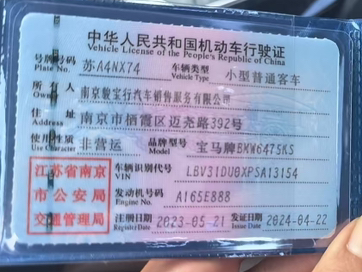 中华人民共和国机动车行驶证
Vehicle License of the People's Republic of China
号牌号码 苏A4NX74 车辆类型 小型普通客车
Plate No. Vehicle Type
所有人 南京骏宝行汽车销售服务有限公司
Owner
住址 南京市栖霞区迈尧路392号
Address
使用性质 非营运 品牌型号 宝马牌BMW6475KS
Use Character Model
江苏省南京 车辆识别代号 LBV31DU0XPSA13154
VIN
市公安局 发动机号码 A165E888
Engine No.
交通管理局 注册日期 2023-05-21 发证日期 2024-04-22
Register Date Issue Date